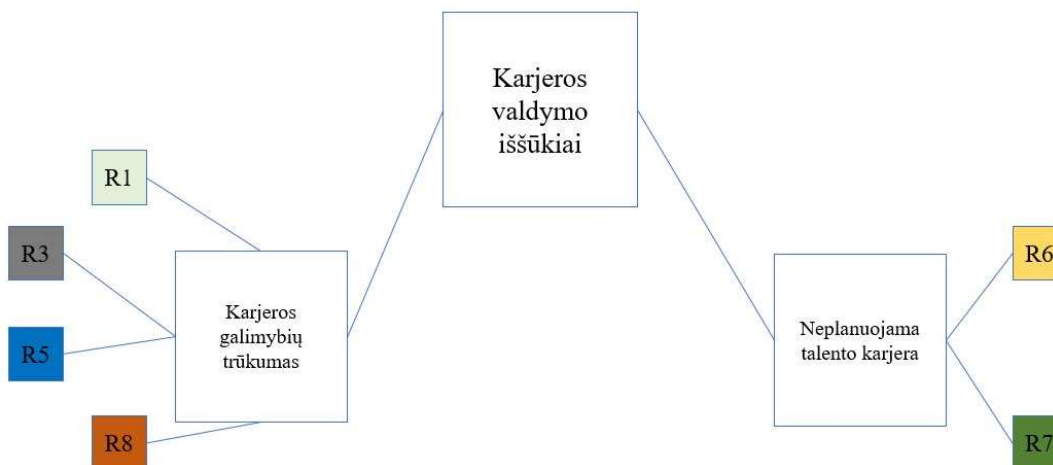 Karjeros
valdymo
iššūkiai
R1
R3
R5
R8
Karjeros
galimybių
trūkumas
Neplanuojama
talento karjera
R6
R7